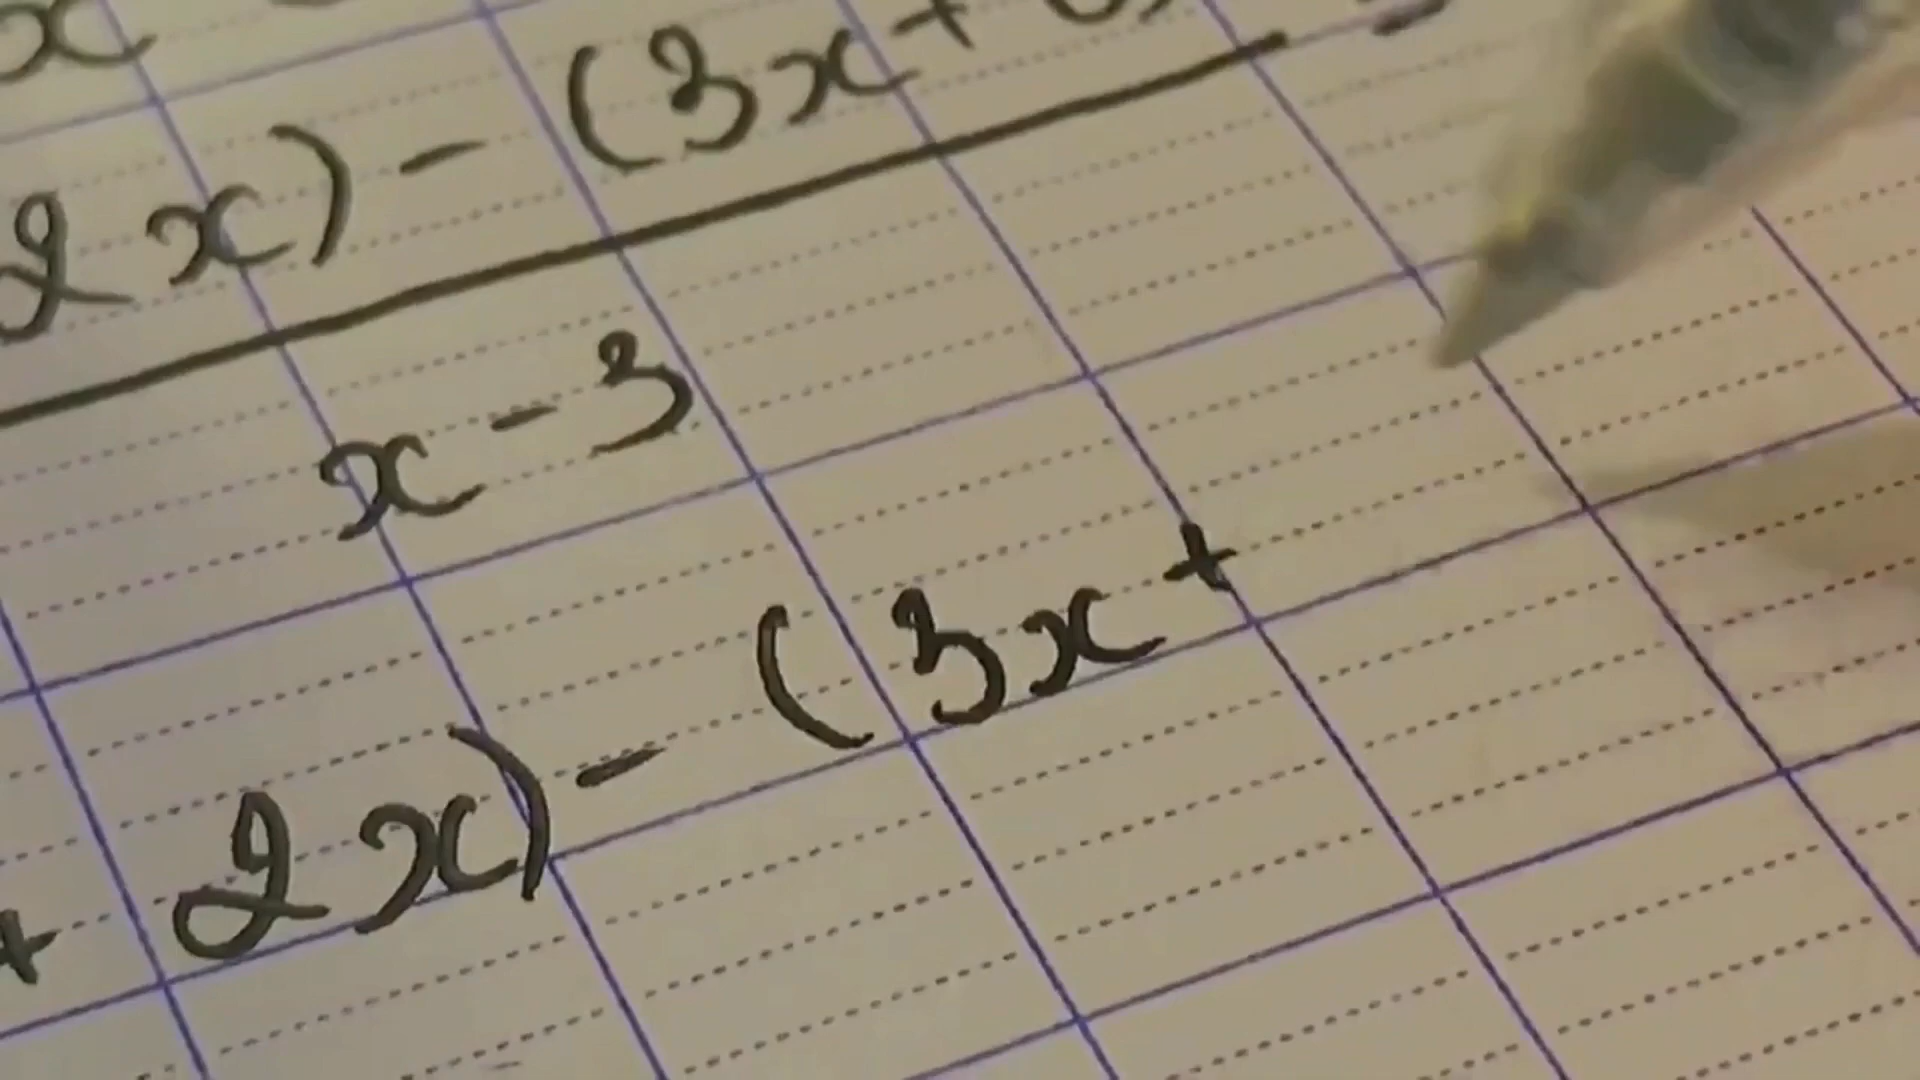 x
2x) - (3x +
x - 3
+ 2x) - (3x +